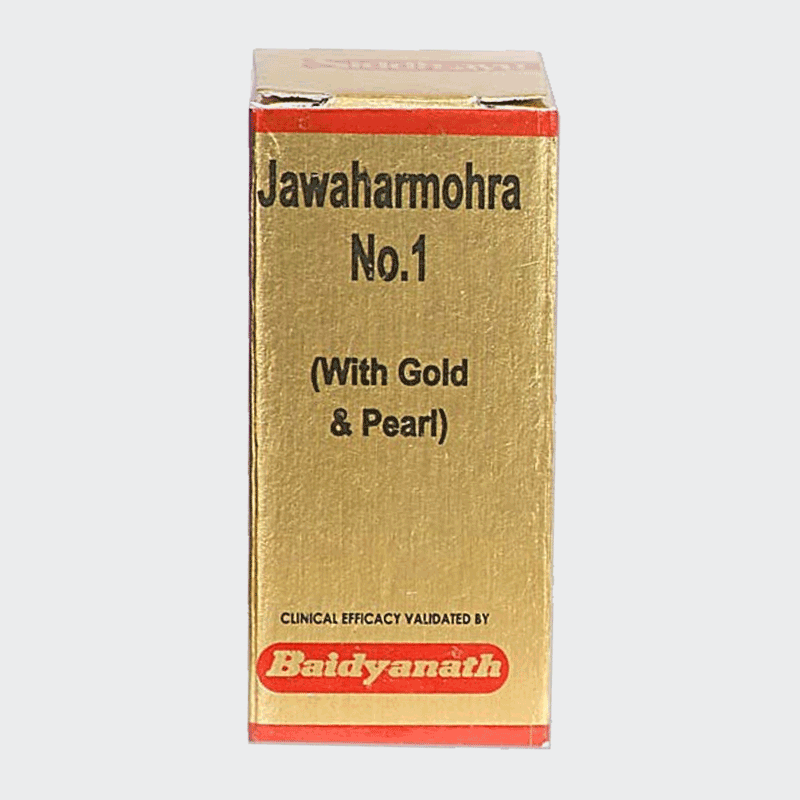 Jawaharmohra
No.1
(With Gold
& Pearl)
CLINICAL EFFICACY VALIDATED BY
Baidyanath